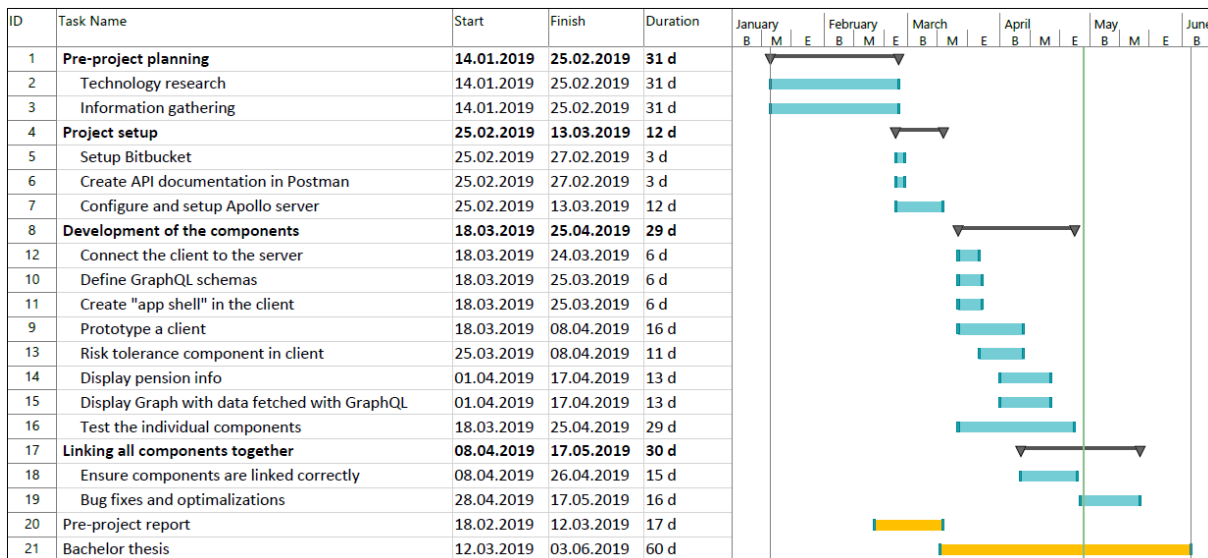 ID Task Name Start Finish Duration January February March April May June
B M E B M E B M E B M E B M E B
1 Pre-project planning 14.01.2019 25.02.2019 31 d
2 Technology research 14.01.2019 25.02.2019 31 d
3 Information gathering 14.01.2019 25.02.2019 31 d
4 Project setup 25.02.2019 13.03.2019 12 d
5 Setup Bitbucket 25.02.2019 27.02.2019 3 d
6 Create API documentation in Postman 25.02.2019 27.02.2019 3 d
7 Configure and setup Apollo server 25.02.2019 13.03.2019 12 d
8 Development of the components 18.03.2019 25.04.2019 29 d
12 Connect the client to the server 18.03.2019 24.03.2019 6 d
10 Define GraphQL schemas 18.03.2019 25.03.2019 6 d
11 Create "app shell" in the client 18.03.2019 25.03.2019 6 d
9 Prototype a client 18.03.2019 08.04.2019 16 d
13 Risk tolerance component in client 25.03.2019 08.04.2019 11 d
14 Display pension info 01.04.2019 17.04.2019 13 d
15 Display Graph with data fetched with GraphQL 01.04.2019 17.04.2019 13 d
16 Test the individual components 18.03.2019 25.04.2019 29 d
17 Linking all components together 08.04.2019 17.05.2019 30 d
18 Ensure components are linked correctly 08.04.2019 26.04.2019 15 d
19 Bug fixes and optimalizations 28.04.2019 17.05.2019 16 d
20 Pre-project report 18.02.2019 12.03.2019 17 d
21 Bachelor thesis 12.03.2019 03.06.2019 60 d